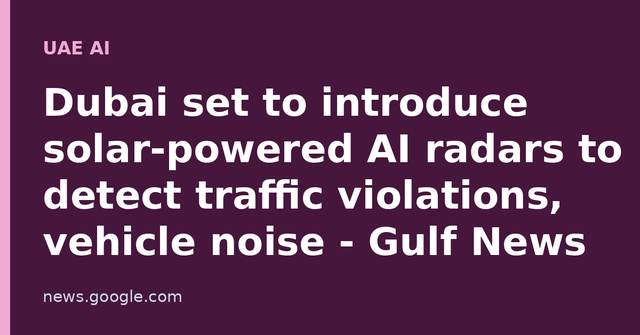 UAE AI
Dubai set to introduce
solar-powered AI radars to
detect traffic violations,
vehicle noise - Gulf News
news.google.com